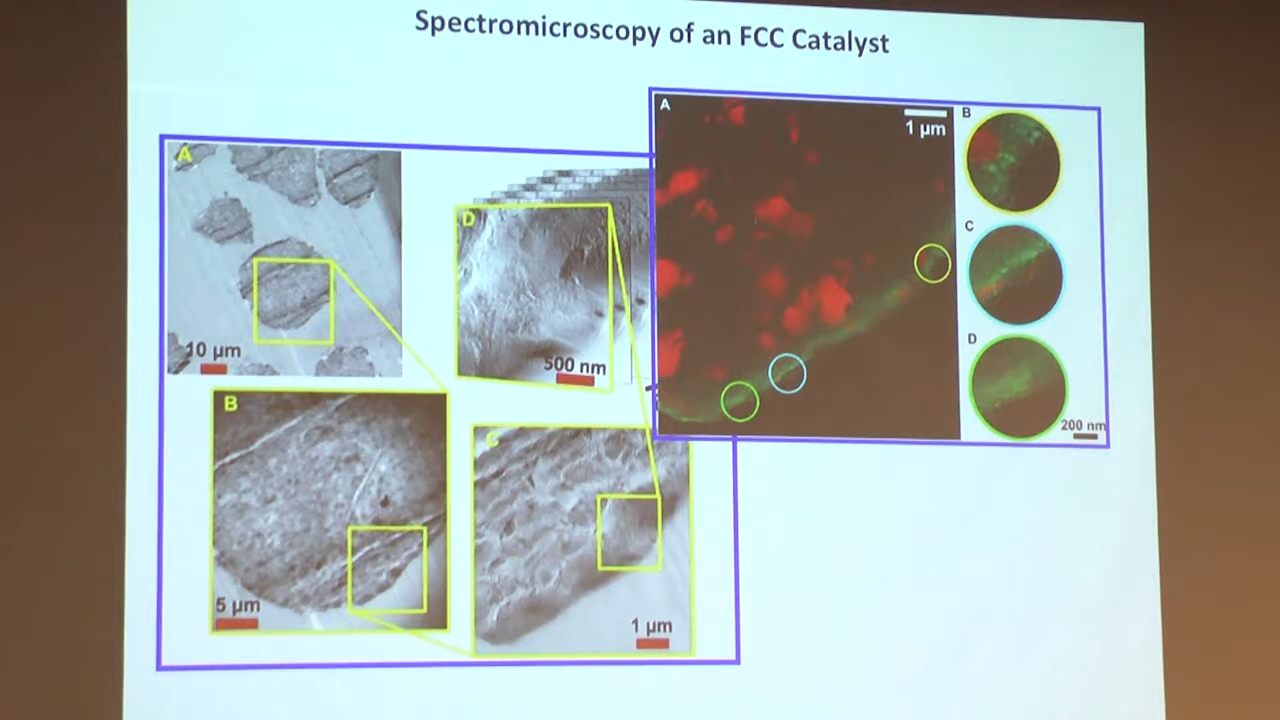 Spectromicroscopy of an FCC Catalyst
A
10 µm
B
5 µm
D
500 nm
C
1 µm
A
1 µm
B
C
D
200 nm